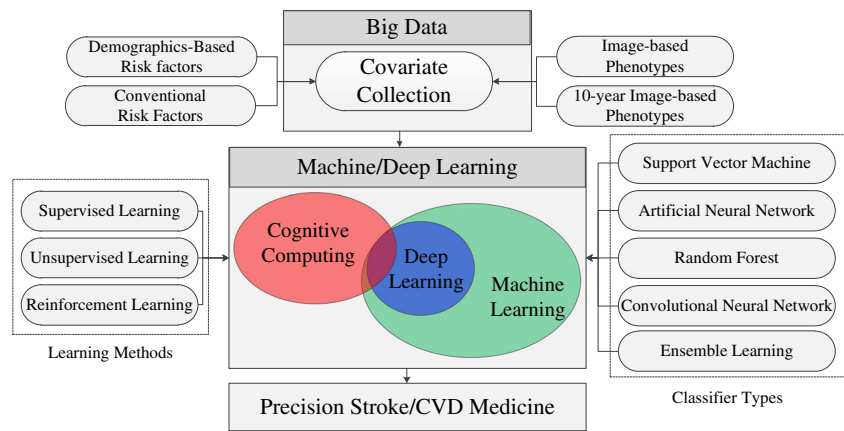 Big Data
Demographics-Based
Risk factors
Conventional
Risk Factors
Covariate
Collection
Image-based
Phenotypes
10-year Image-based
Phenotypes
Machine/Deep Learning
Supervised Learning
Unsupervised Learning
Reinforcement Learning
Learning Methods
Cognitive
Computing
Deep
Learning
Machine
Learning
Support Vector Machine
Artificial Neural Network
Random Forest
Convolutional Neural Network
Ensemble Learning
Classifier Types
Precision Stroke/CVD Medicine